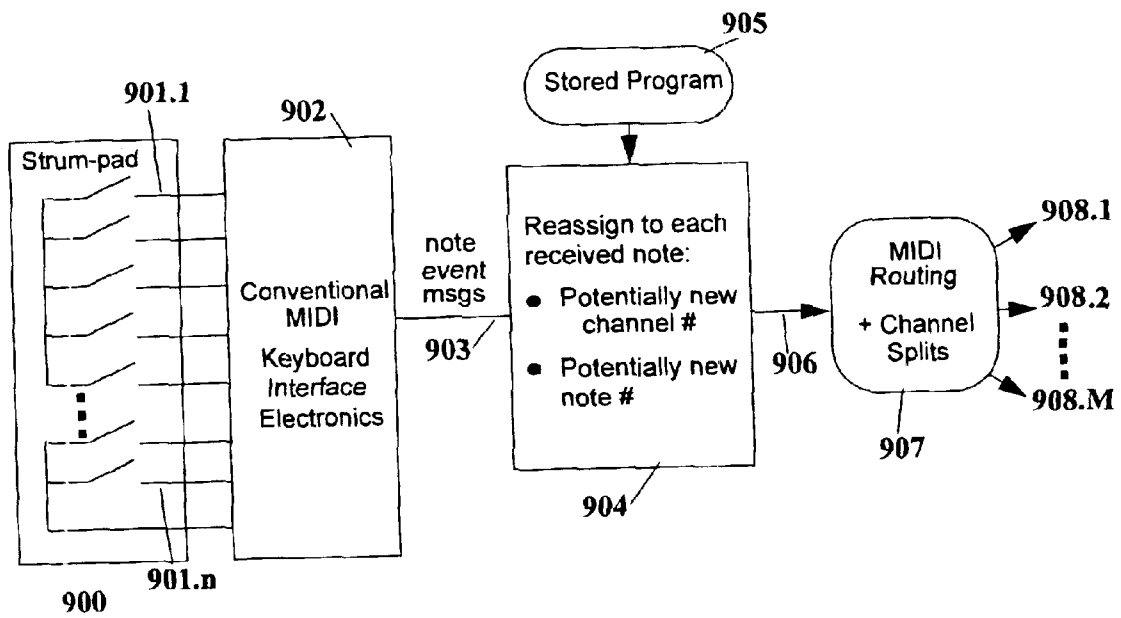 905
Stored Program
901.1
902
Strum-pad
Conventional
MIDI
Keyboard
Interface
Electronics
note
event
msgs
903
Reassign to each
received note:
● Potentially new
channel #
● Potentially new
note #
904
906
MIDI
Routing
+ Channel
Splits
907
908.1
908.2
908.M
901.n
900